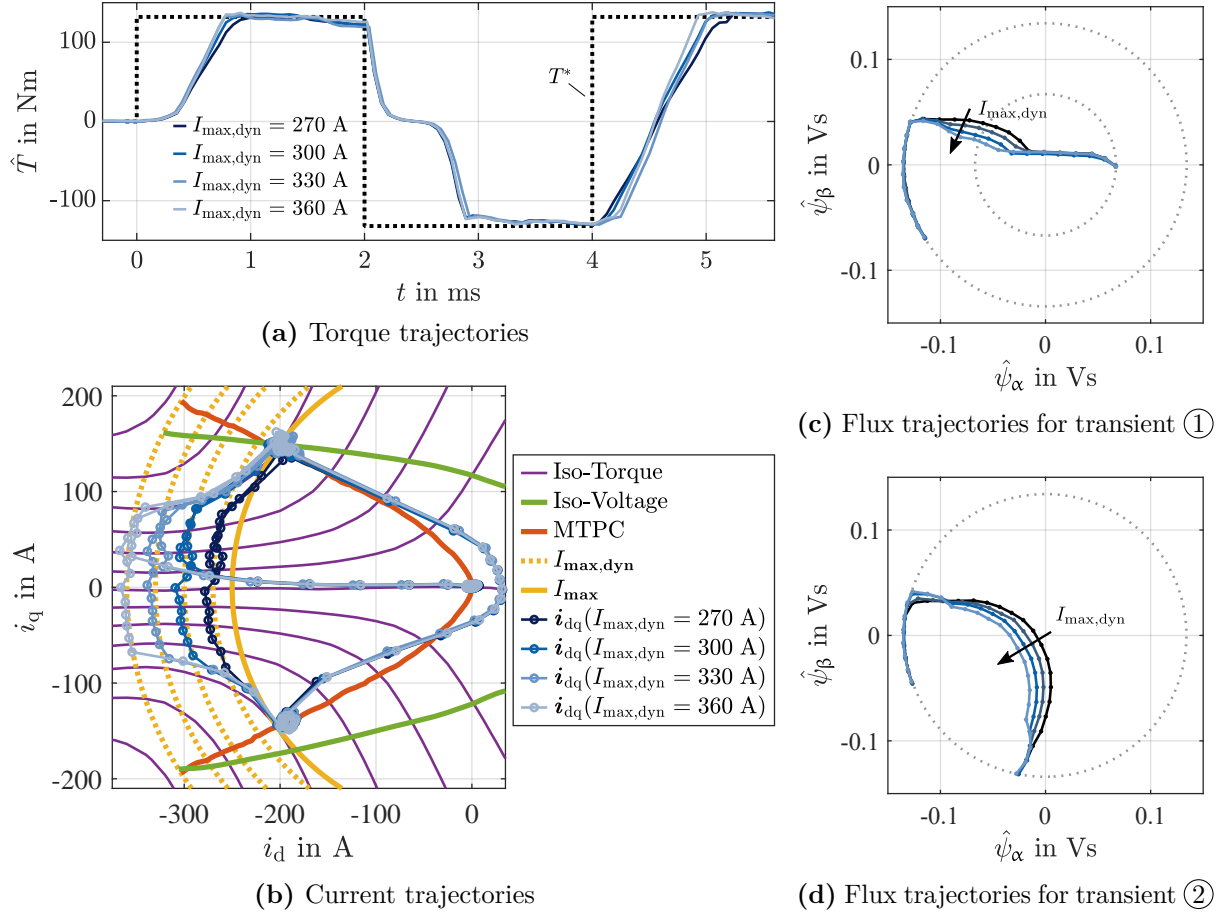 100
0
-100
T̂ in Nm
T*
I_max,dyn = 270 A
I_max,dyn = 300 A
I_max,dyn = 330 A
I_max,dyn = 360 A
0 1 2 3 4 5
t in ms
(a) Torque trajectories
200
100
0
-100
-200
i_q in A
-300 -200 -100 0
i_d in A
(b) Current trajectories
Iso-Torque
Iso-Voltage
MTPC
I_max,dyn
I_max
i_dq(I_max,dyn = 270 A)
i_dq(I_max,dyn = 300 A)
i_dq(I_max,dyn = 330 A)
i_dq(I_max,dyn = 360 A)
0.1
0
-0.1
ψ̂_β in Vs
I_max,dyn
-0.1 0 0.1
ψ̂_α in Vs
(c) Flux trajectories for transient ①
0.1
0
-0.1
ψ̂_β in Vs
I_max,dyn
-0.1 0 0.1
ψ̂_α in Vs
(d) Flux trajectories for transient ②